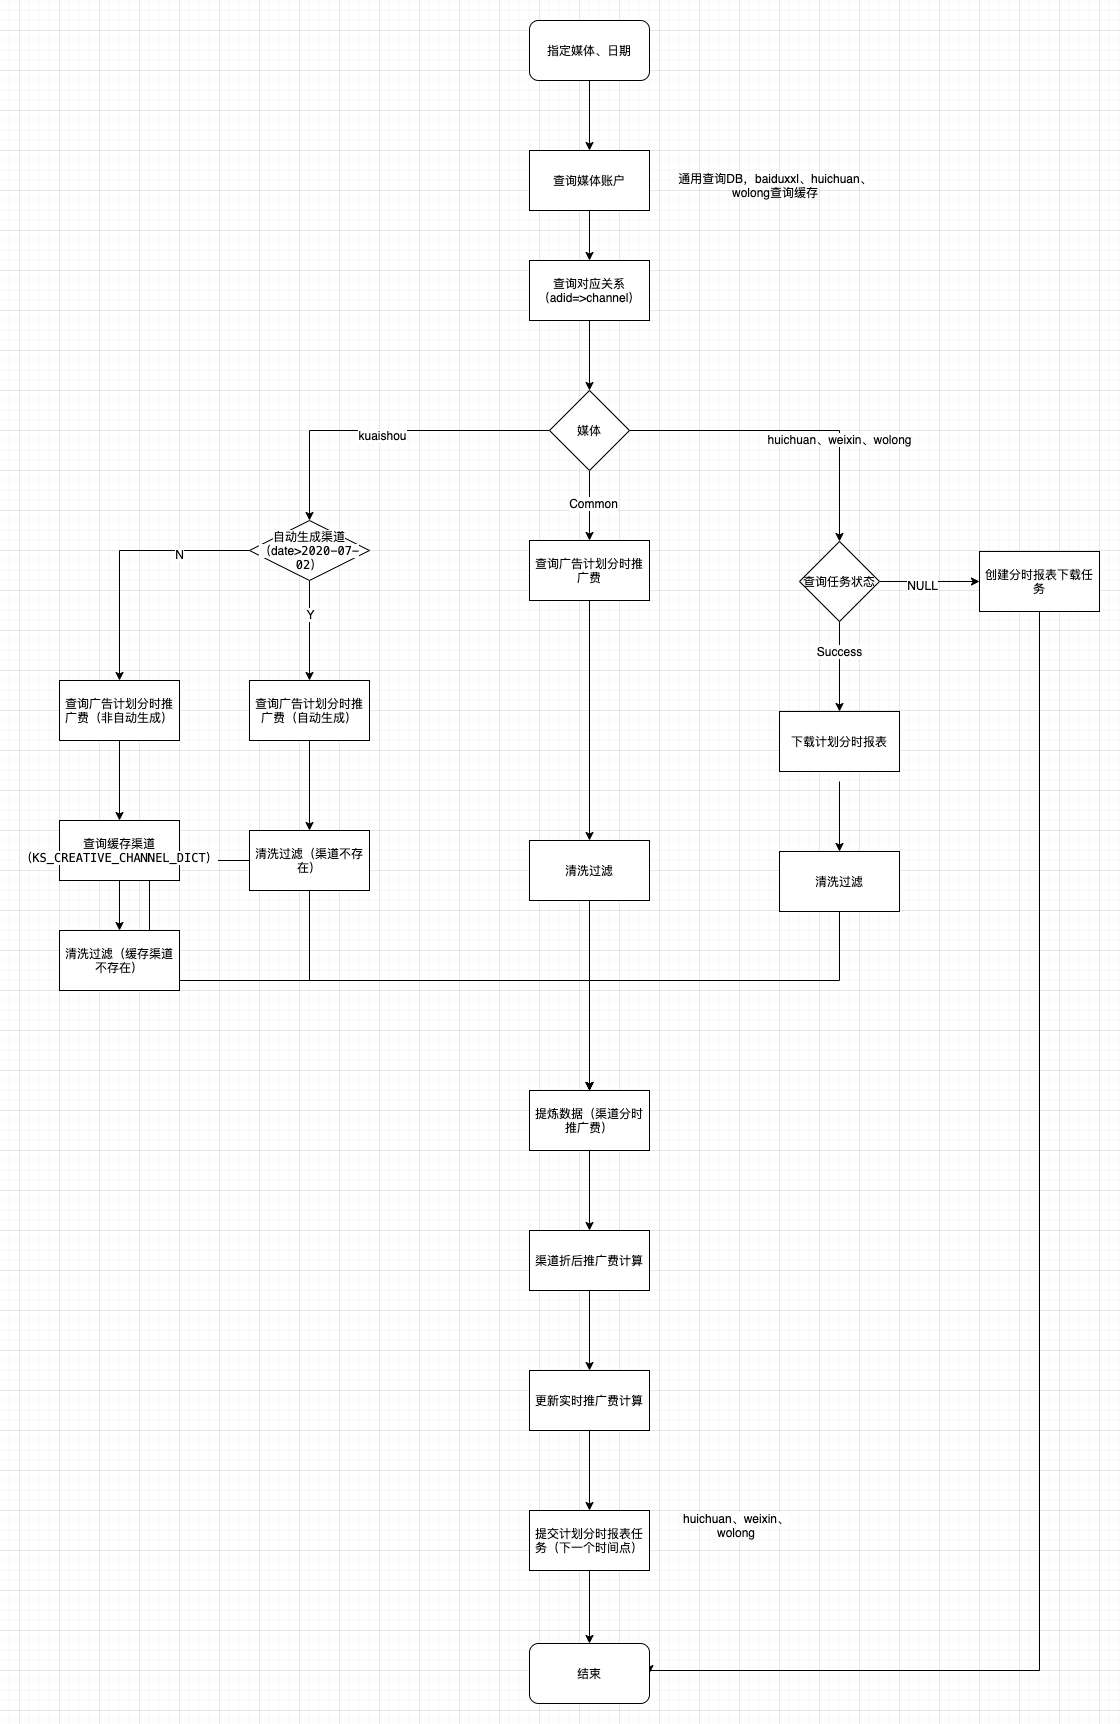 指定媒体、日期
查询媒体账户
通用查询DB，baiduxxl、huichuan、
wolong查询缓存
查询对应关系
（adid=>channel）
媒体
kuaishou
huichuan、weixin、wolong
Common
自动生成渠道
(date>2020-07-
02)
N
Y
查询广告计划分时推
广费
查询任务状态
NULL
创建分时报表下载任
务
Success
查询广告计划分时推
广费（非自动生成）
查询广告计划分时推
广费（自动生成）
下载计划分时报表
查询缓存渠道
(KS_CREATIVE_CHANNEL_DICT)
清洗过滤（渠道不存
在）
清洗过滤
清洗过滤
清洗过滤（缓存渠道
不存在）
提炼数据（渠道分时
推广费）
渠道折后推广费计算
更新实时推广费计算
提交计划分时报表任
务（下一个时间点）
huichuan、weixin、
wolong
结束